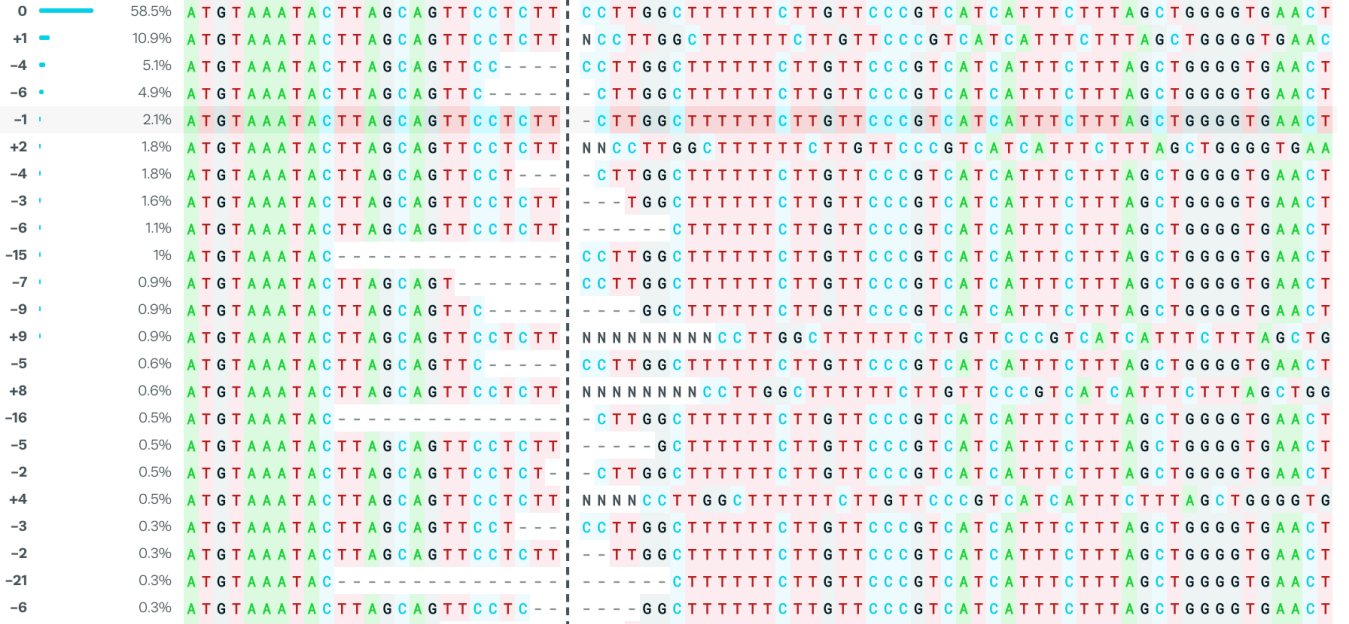 0 58.5% ATGTAAATACTTAGCAGTTCCTCTT CCTTGGCTTTTTTCTTGTTCCCGTCATCATTTCTTTAGCTGGGGTGAACT
+1 10.9% ATGTAAATACTTAGCAGTTCCTCTT NCCTTGGCTTTTTTCTTGTTCCCGTCATCATTTCTTTAGCTGGGGTGAAC
-4 5.1% ATGTAAATACTTAGCAGTTCC---- CCTTGGCTTTTTTCTTGTTCCCGTCATCATTTCTTTAGCTGGGGTGAACT
-6 4.9% ATGTAAATACTTAGCAGTTC----- -CTTGGCTTTTTTCTTGTTCCCGTCATCATTTCTTTAGCTGGGGTGAACT
-1 2.1% ATGTAAATACTTAGCAGTTCCTCTT -CTTGGCTTTTTTCTTGTTCCCGTCATCATTTCTTTAGCTGGGGTGAACT
+2 1.8% ATGTAAATACTTAGCAGTTCCTCTT NNCCTTGGCTTTTTTCTTGTTCCCGTCATCATTTCTTTAGCTGGGGTGAA
-4 1.8% ATGTAAATACTTAGCAGTTCCT--- -CTTGGCTTTTTTCTTGTTCCCGTCATCATTTCTTTAGCTGGGGTGAACT
-3 1.6% ATGTAAATACTTAGCAGTTCCTCTT ---TGGCTTTTTTCTTGTTCCCGTCATCATTTCTTTAGCTGGGGTGAACT
-6 1.1% ATGTAAATACTTAGCAGTTCCTCTT ------CTTTTTTCTTGTTCCCGTCATCATTTCTTTAGCTGGGGTGAACT
-15 1% ATGTAAATAC--------------- CCTTGGCTTTTTTCTTGTTCCCGTCATCATTTCTTTAGCTGGGGTGAACT
-7 0.9% ATGTAAATACTTAGCAGT------- CCTTGGCTTTTTTCTTGTTCCCGTCATCATTTCTTTAGCTGGGGTGAACT
-9 0.9% ATGTAAATACTTAGCAGTTC----- ----GGCTTTTTTCTTGTTCCCGTCATCATTTCTTTAGCTGGGGTGAACT
+9 0.9% ATGTAAATACTTAGCAGTTCCTCTT NNNNNNNNNCCTTGGCTTTTTTCTTGTTCCCGTCATCATTTCTTTAGCTG
-5 0.6% ATGTAAATACTTAGCAGTTC----- CCTTGGCTTTTTTCTTGTTCCCGTCATCATTTCTTTAGCTGGGGTGAACT
+8 0.6% ATGTAAATACTTAGCAGTTCCTCTT NNNNNNNNCCTTGGCTTTTTTCTTGTTCCCGTCATCATTTCTTTAGCTGG
-16 0.5% ATGTAAATAC--------------- -CTTGGCTTTTTTCTTGTTCCCGTCATCATTTCTTTAGCTGGGGTGAACT
-5 0.5% ATGTAAATACTTAGCAGTTCCTCTT -----GCTTTTTTCTTGTTCCCGTCATCATTTCTTTAGCTGGGGTGAACT
-2 0.5% ATGTAAATACTTAGCAGTTCCTCT- -CTTGGCTTTTTTCTTGTTCCCGTCATCATTTCTTTAGCTGGGGTGAACT
+4 0.5% ATGTAAATACTTAGCAGTTCCTCTT NNNNCCTTGGCTTTTTTCTTGTTCCCGTCATCATTTCTTTAGCTGGGGTG
-3 0.3% ATGTAAATACTTAGCAGTTCCT--- CCTTGGCTTTTTTCTTGTTCCCGTCATCATTTCTTTAGCTGGGGTGAACT
-2 0.3% ATGTAAATACTTAGCAGTTCCTCTT --TTGGCTTTTTTCTTGTTCCCGTCATCATTTCTTTAGCTGGGGTGAACT
-21 0.3% ATGTAAATAC--------------- ------CTTTTTTCTTGTTCCCGTCATCATTTCTTTAGCTGGGGTGAACT
-6 0.3% ATGTAAATACTTAGCAGTTCCTC-- ----GGCTTTTTTCTTGTTCCCGTCATCATTTCTTTAGCTGGGGTGAACT